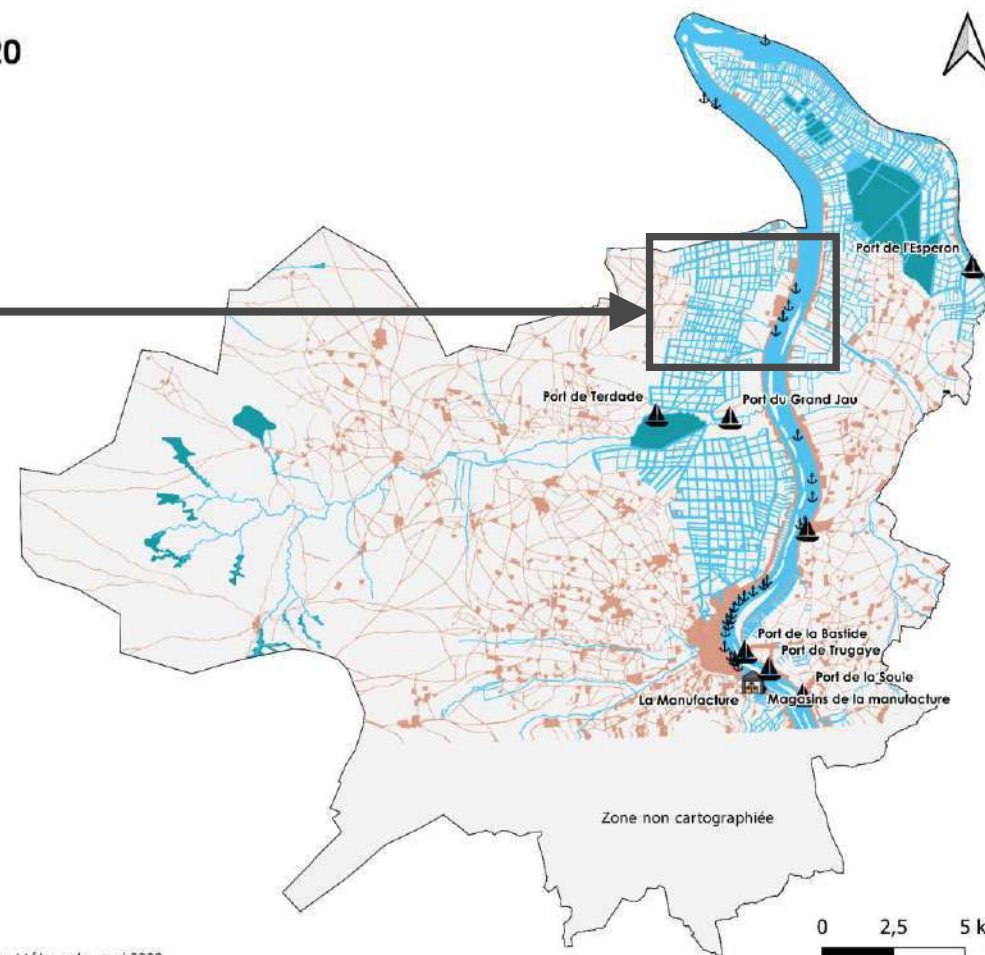 20
Port de l'Esperon
Port de Terdade
Port du Grand Jau
Port de la Bastide
Port de Trugaye
Port de la Souie
La Manufacture
Magasins de la manufacture
Zone non cartographiée
0 2,5 5 k